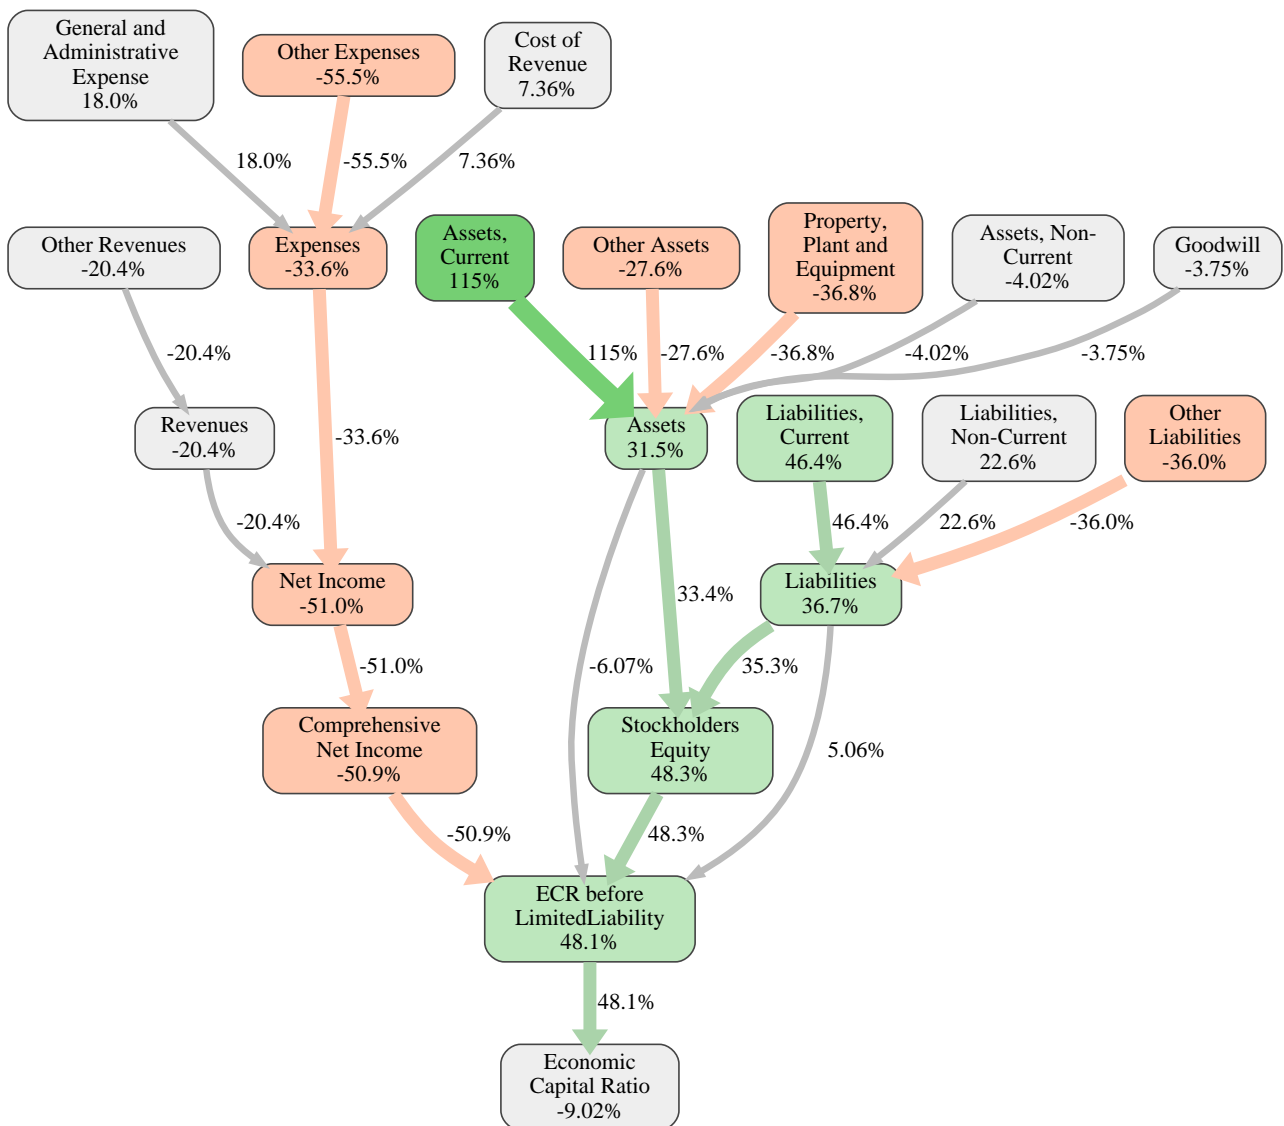 General and
Administrative
Expense
18.0%
Other Expenses
-55.5%
Cost of
Revenue
7.36%
18.0%
-55.5%
7.36%
Other Revenues
-20.4%
Expenses
-33.6%
Assets,
Current
115%
Other Assets
-27.6%
Property,
Plant and
Equipment
-36.8%
Assets, Non-
Current
-4.02%
Goodwill
-3.75%
-20.4%
115%
-27.6%
-36.8%
-4.02%
-3.75%
Revenues
-20.4%
-33.6%
Assets
31.5%
Liabilities,
Current
46.4%
Liabilities,
Non-Current
22.6%
Other
Liabilities
-36.0%
-20.4%
46.4%
22.6%
-36.0%
Net Income
-51.0%
33.4%
Liabilities
36.7%
-51.0%
-6.07%
35.3%
Comprehensive
Net Income
-50.9%
Stockholders
Equity
48.3%
5.06%
-50.9%
48.3%
ECR before
LimitedLiability
48.1%
48.1%
Economic
Capital Ratio
-9.02%